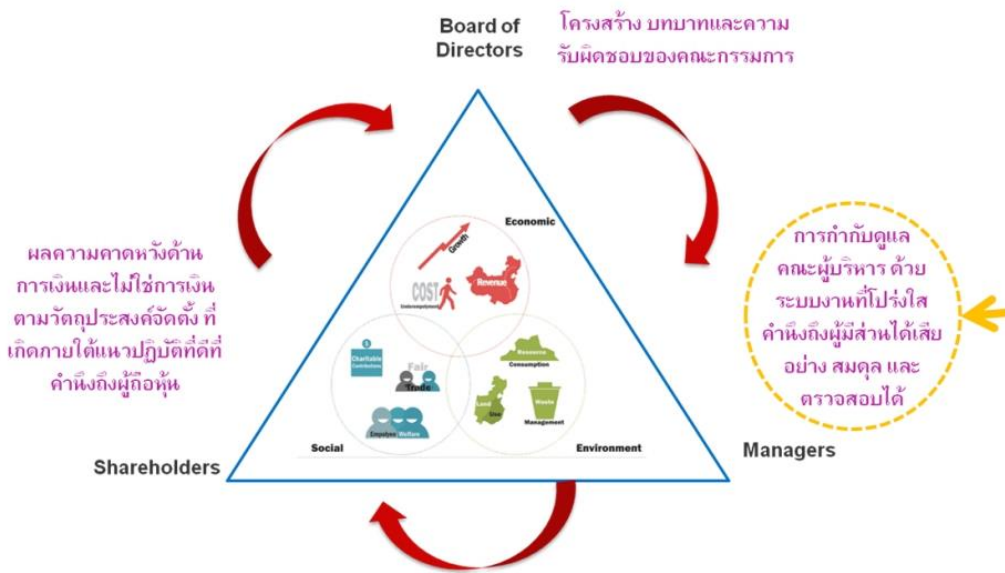 Board of
Directors
โครงสร้าง บทบาทและความ
รับผิดชอบของคณะกรรมการ
Economic
Growth
Revenue
COST
Underemployment
ผลความคาดหวังด้าน
การเงินและไม่ใช่การเงิน
ตามวัตถุประสงค์จัดตั้ง ที่
เกิดภายใต้แนวปฏิบัติที่ดีที่
คำนึงถึงผู้ถือหุ้น
การกำกับดูแล
คณะผู้บริหาร ด้วย
ระบบงานที่โปร่งใส
คำนึงถึงผู้มีส่วนได้เสีย
อย่าง สมดุล และ
ตรวจสอบได้
$
Charitable
Contributions
Fair
Trade
Empolyee Welfare
Resource
Consumption
Land
Use
Waste
Management
Social
Environment
Shareholders
Managers